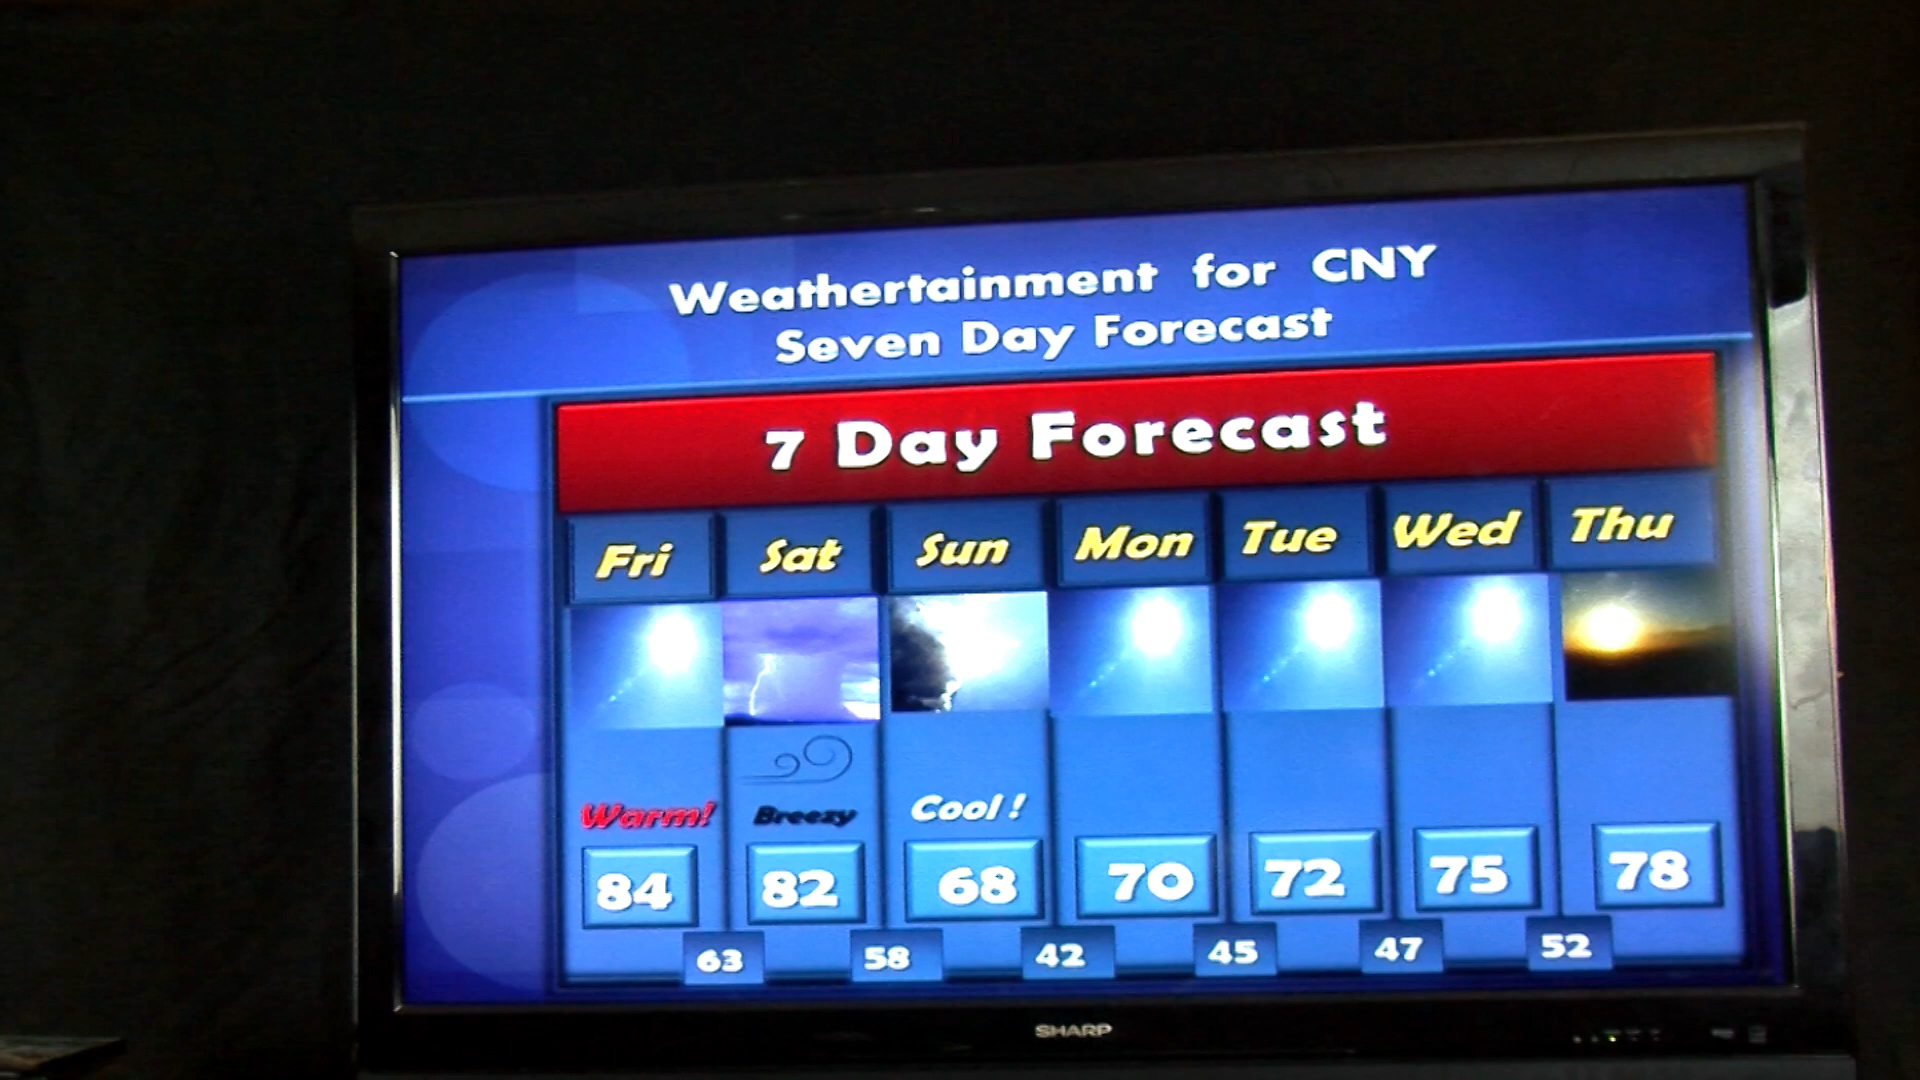 Weathertainment for CNY
Seven Day Forecast
7 Day Forecast
Fri Sat Sun Mon Tue Wed Thu
Warm! Breezy Cool!
84 82 68 70 72 75 78
63 58 42 45 47 52
SHARP